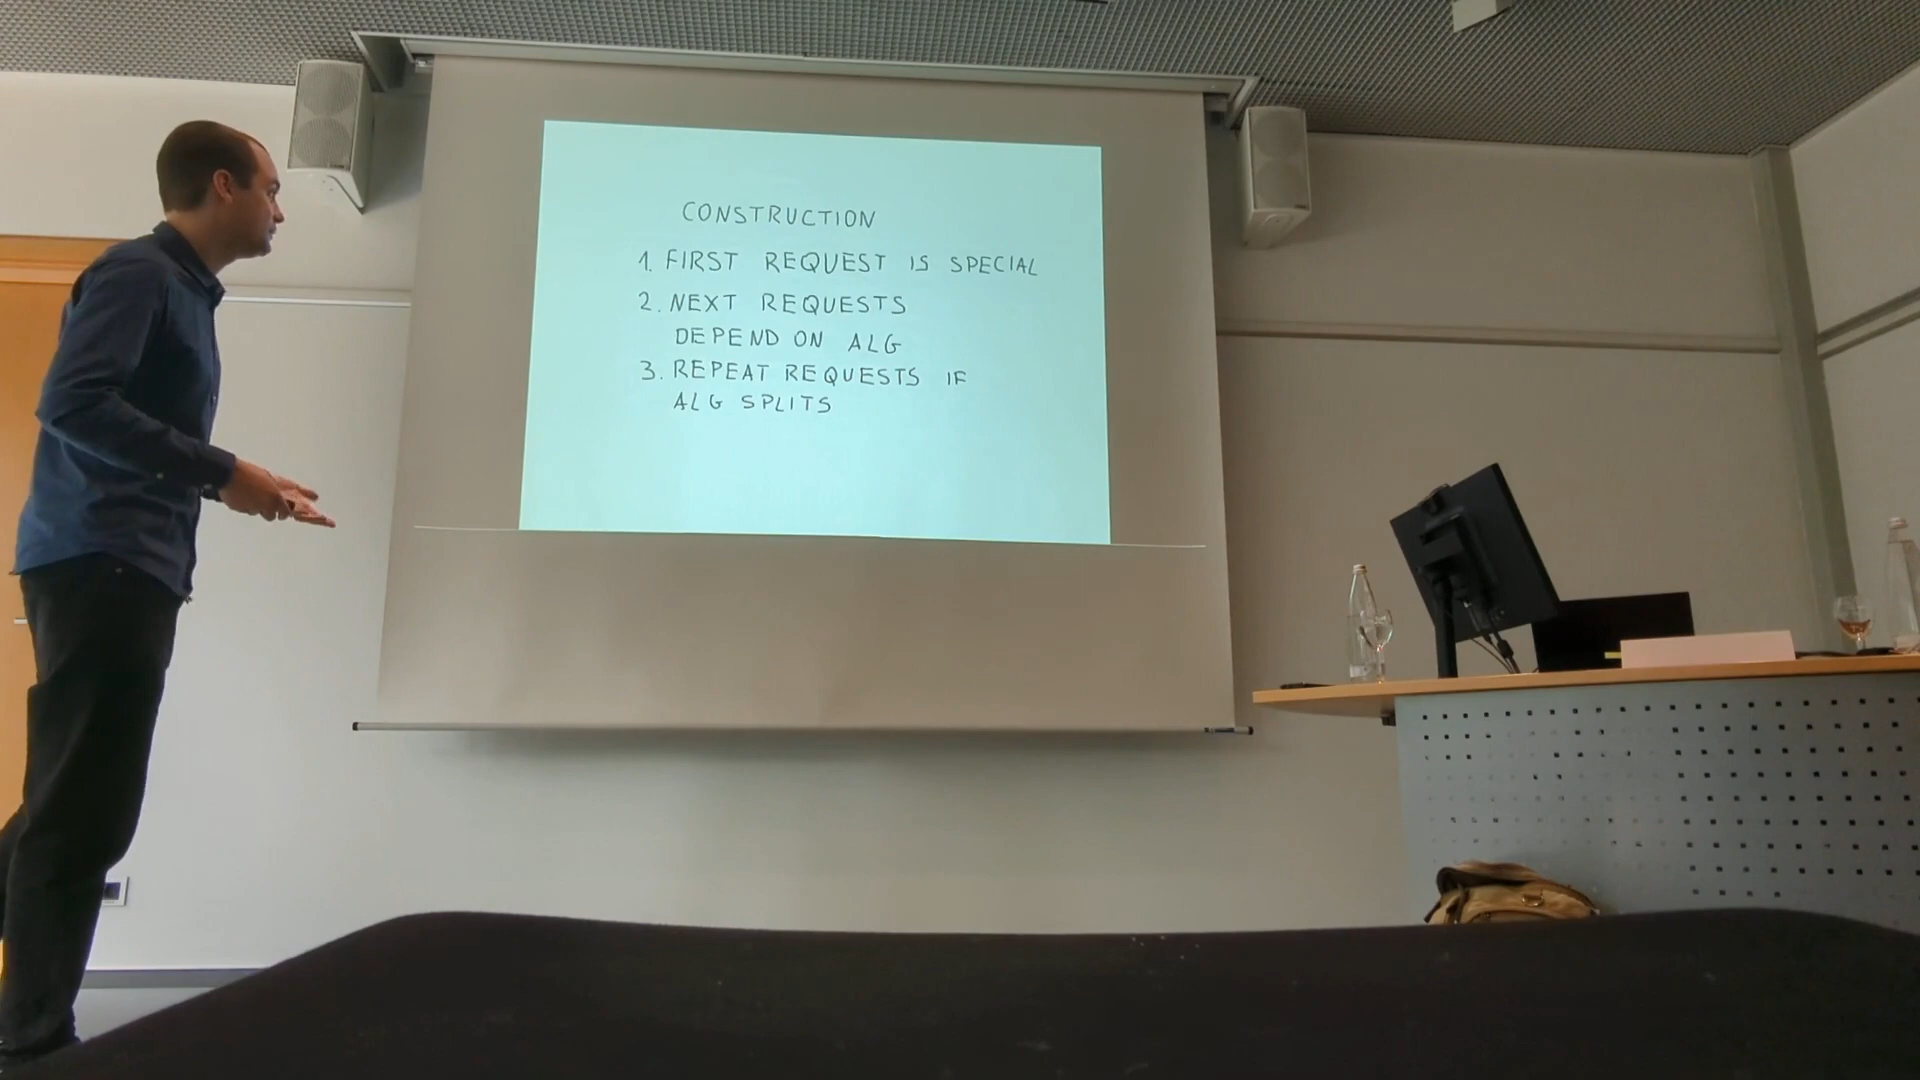 CONSTRUCTION
1. FIRST REQUEST IS SPECIAL
2. NEXT REQUESTS
DEPEND ON ALG
3. REPEAT REQUESTS IF
ALG SPLITS